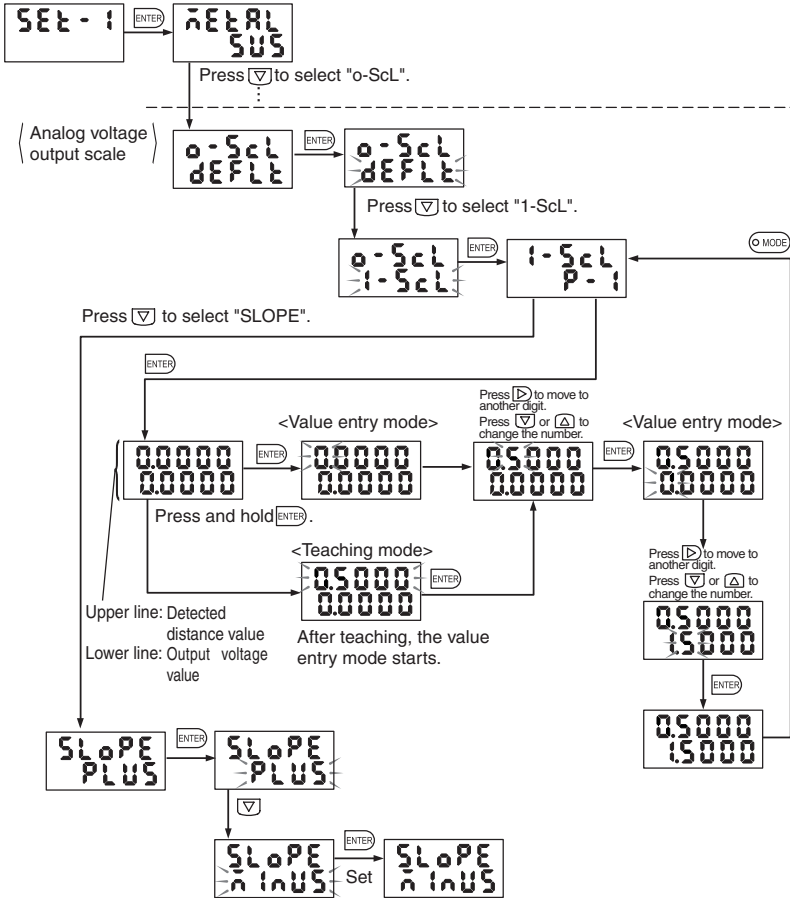 SEt - 1
ENTER
METAL
SUS
Press ▽ to select "o-ScL".
Analog voltage
output scale
o - ScL
dEFLt
ENTER
o - ScL
dEFLt
Press ▽ to select "1-ScL".
o - ScL
1 - ScL
ENTER
1 - ScL
P - 1
MODE
Press ▽ to select "SLOPE".
ENTER
0.0000
0.0000
ENTER
<Value entry mode>
0.0000
0.0000
Press ▷ to move to
another digit.
Press ▽ or △ to
change the number.
0.5000
0.0000
ENTER
<Value entry mode>
0.5000
0.0000
Press and hold ENTER.
<Teaching mode>
0.5000
0.0000
ENTER
After teaching, the value
entry mode starts.
Upper line: Detected
distance value
Lower line: Output voltage
value
Press ▷ to move to
another digit.
Press ▽ or △ to
change the number.
0.5000
1.5000
ENTER
0.5000
1.5000
SLoPE
PLUS
ENTER
SLoPE
PLUS
▽
SLoPE
MInUS
ENTER
Set
SLoPE
MInUS